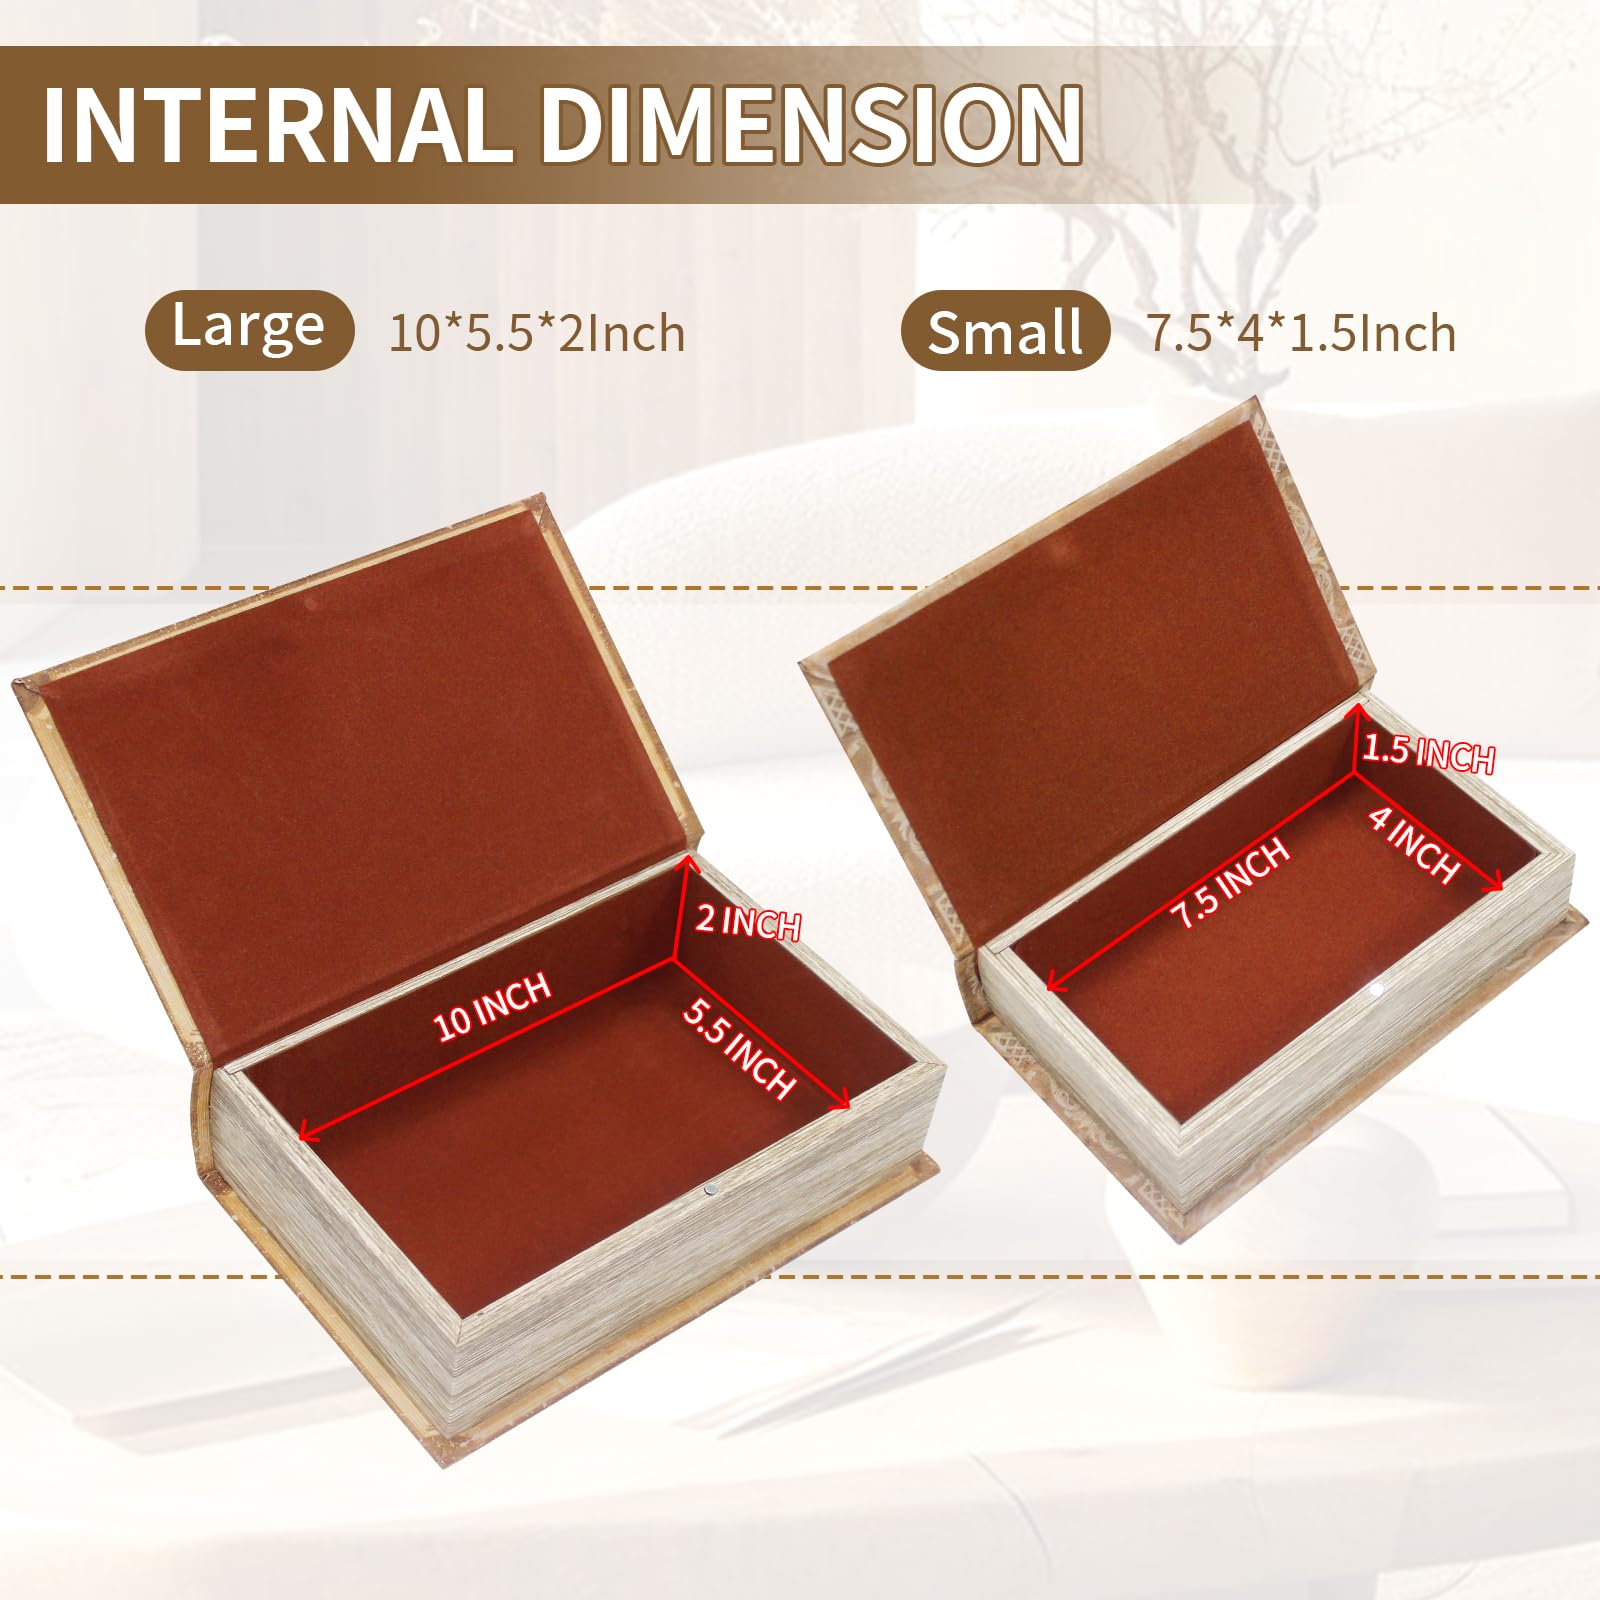 INTERNAL DIMENSION
Large 10*5.5*2Inch
Small 7.5*4*1.5Inch
2 INCH
10 INCH
5.5 INCH
1.5 INCH
4 INCH
7.5 INCH